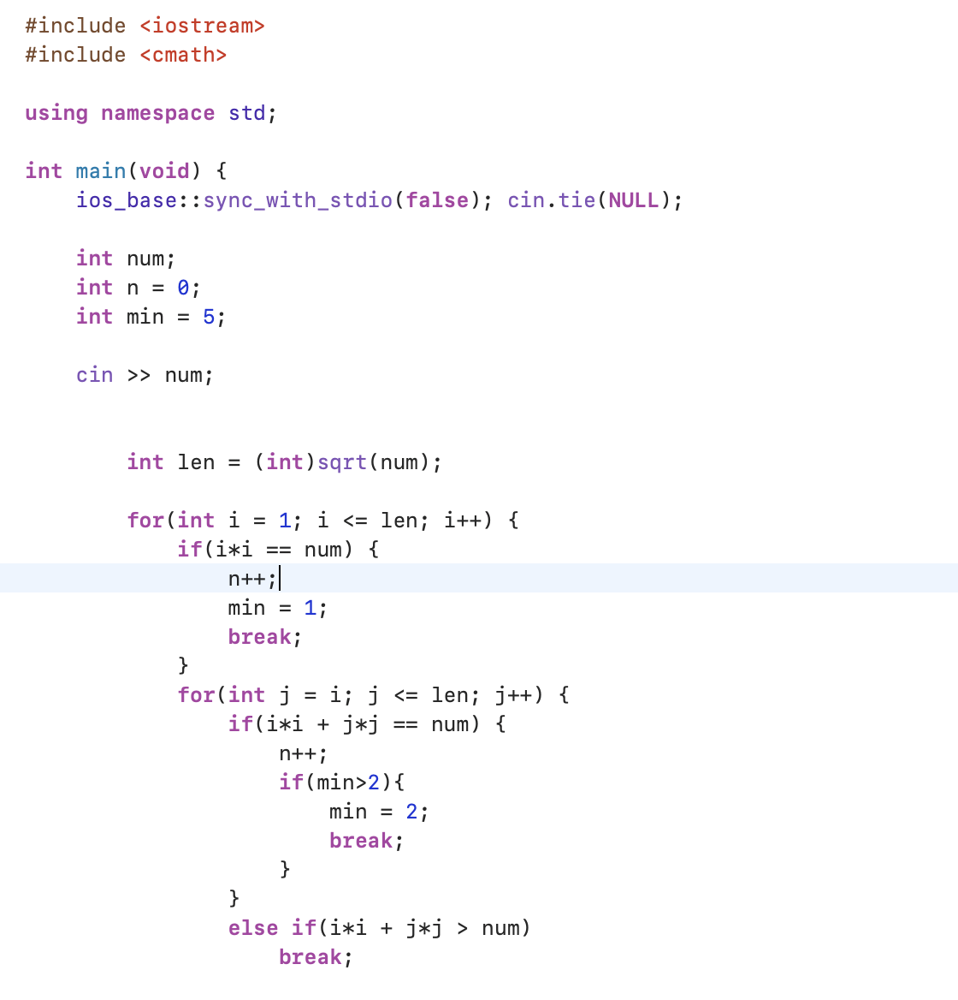 #include <iostream>
#include <cmath>
using namespace std;
int main(void) {
ios_base::sync_with_stdio(false); cin.tie(NULL);
int num;
int n = 0;
int min = 5;
cin >> num;
int len = (int)sqrt(num);
for(int i = 1; i <= len; i++) {
if(i*i == num) {
n++;
min = 1;
break;
}
for(int j = i; j <= len; j++) {
if(i*i + j*j == num) {
n++;
if(min>2){
min = 2;
break;
}
}
else if(i*i + j*j > num)
break;